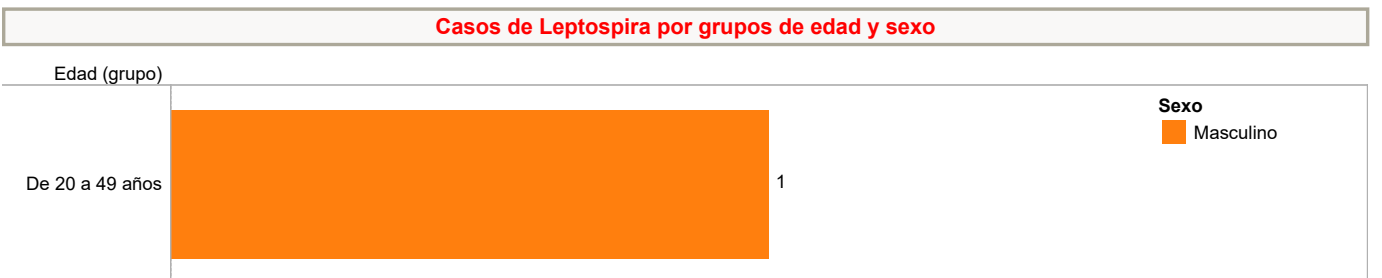 Casos de Leptospira por grupos de edad y sexo
Edad (grupo)
Sexo
Masculino
De 20 a 49 años
1